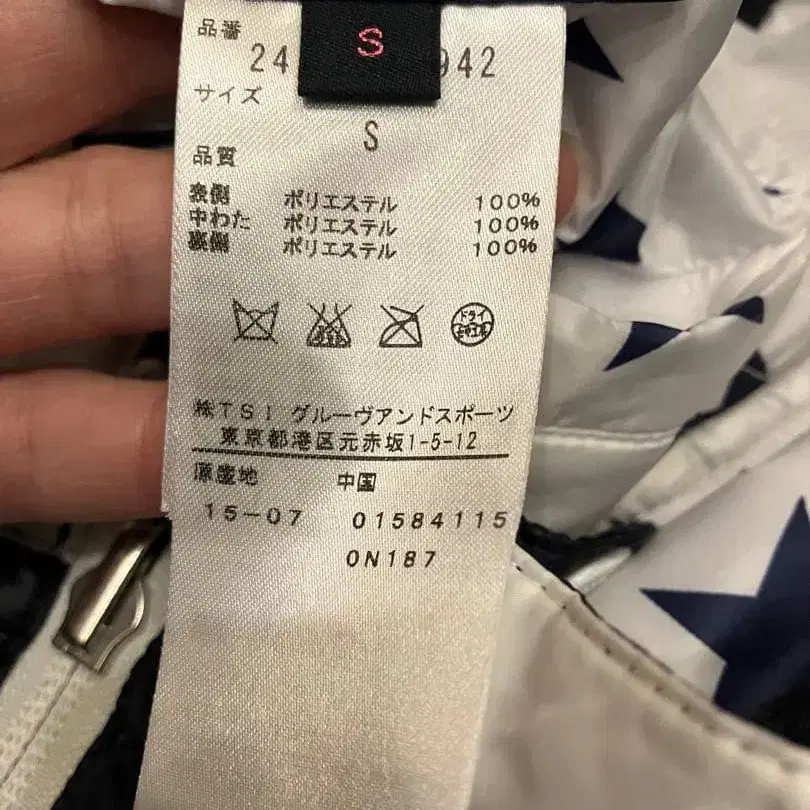 S
品番
24 942
サイズ
S
品質
表側 ポリエステル 100%
中わた ポリエステル 100%
裏側 ポリエステル 100%
ドライ
㈱TSI グルーヴアンドスポーツ
東京都港区元赤坂1-5-12
原産地 中国
15-07 01584115
0N187